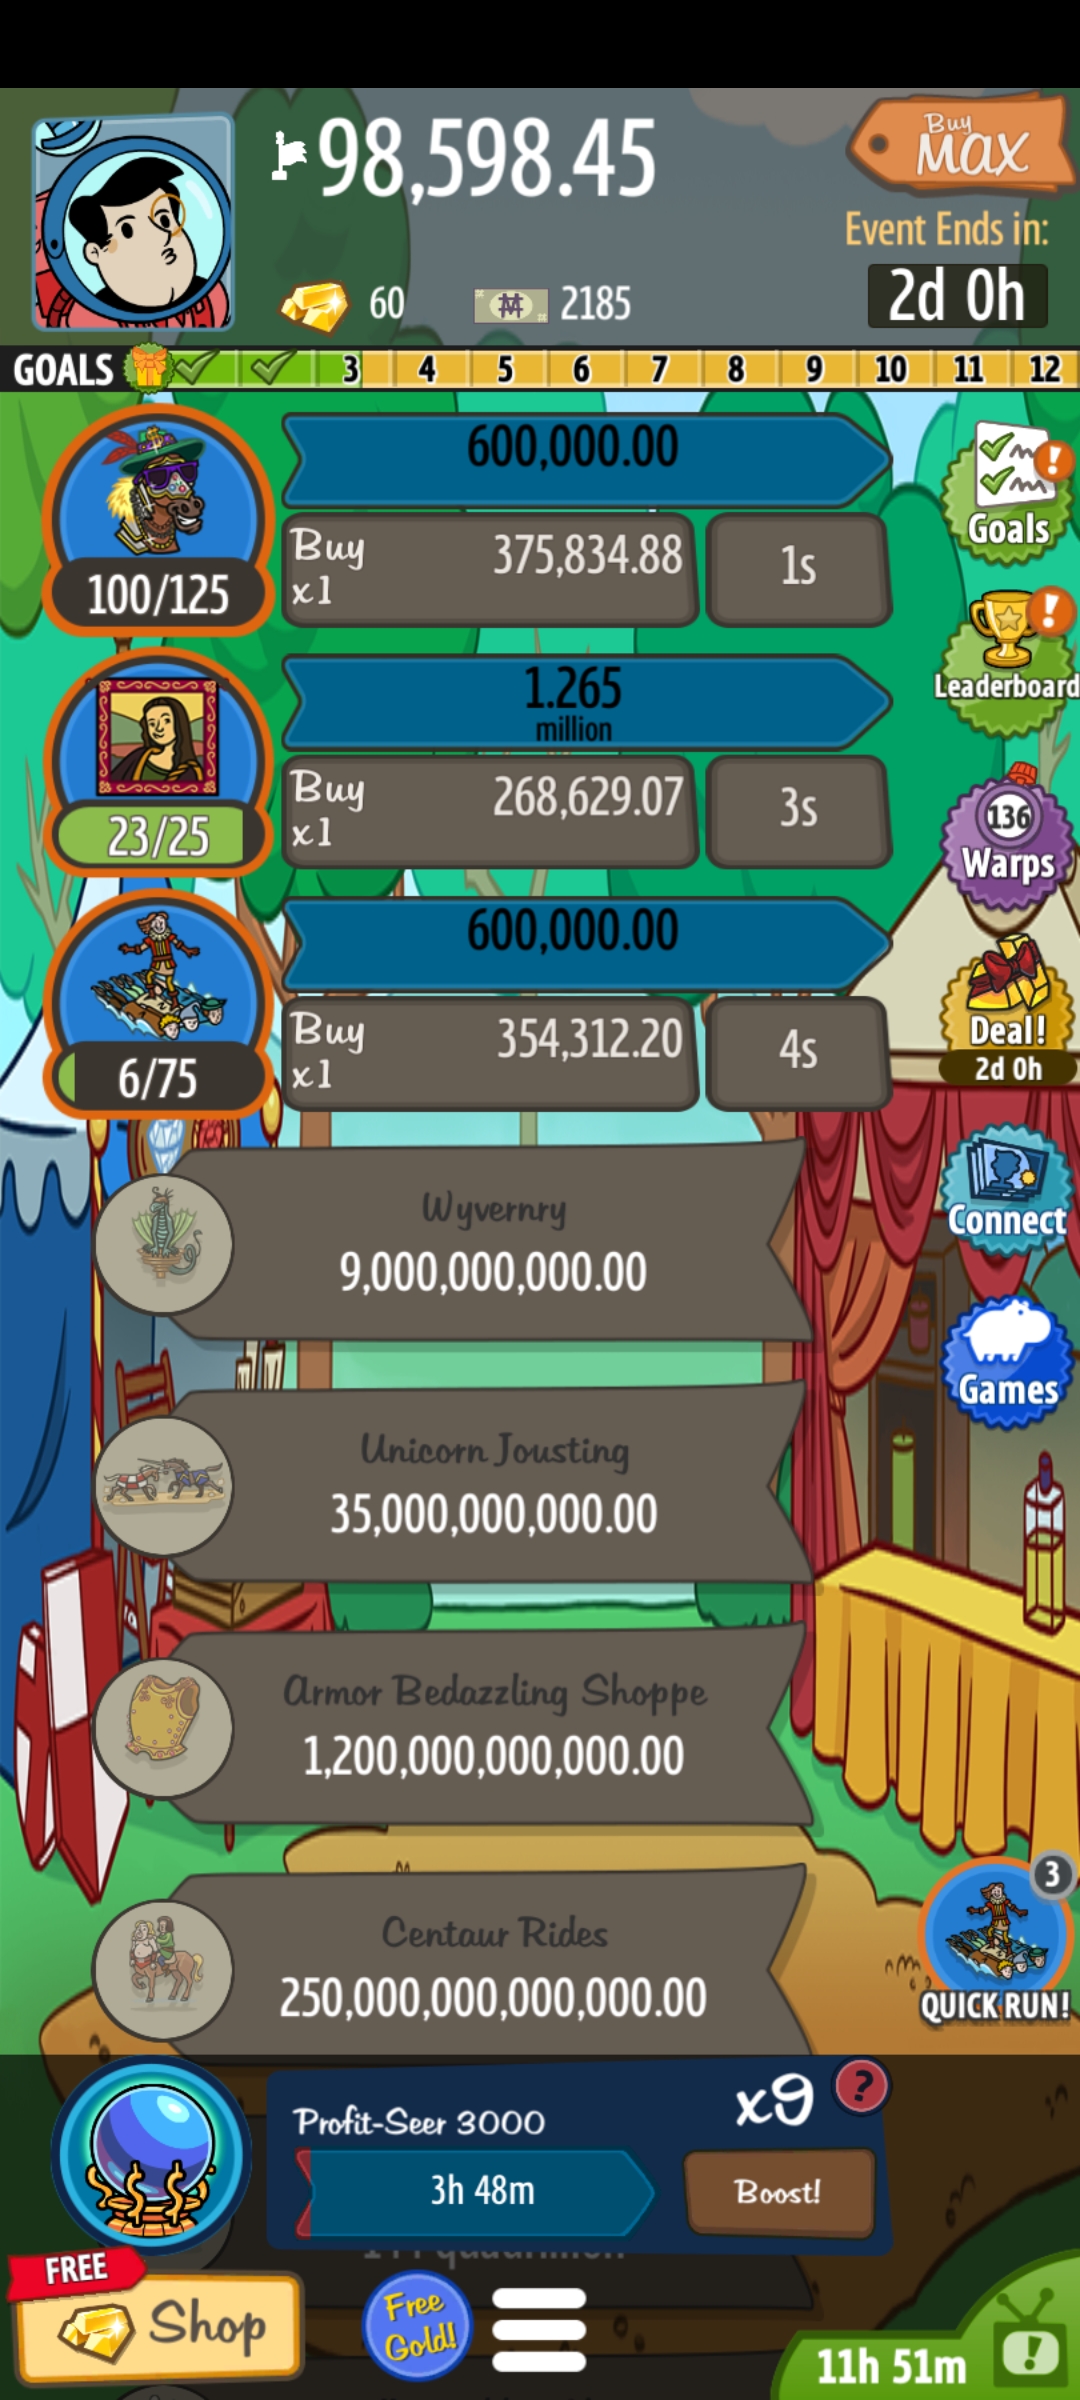 98,598.45
Buy
MAX
Event Ends in:
2d 0h
60
2185
GOALS 3 4 5 6 7 8 9 10 11 12
600,000.00
Buy
x1
375,834.88
1s
100/125
Goals
1.265
million
Buy
x1
268,629.07
3s
23/25
Leaderboard
136
Warps
600,000.00
Buy
x1
354,312.20
4s
6/75
Deal!
2d 0h
Wyvernry
9,000,000,000.00
Connect
Unicorn Jousting
35,000,000,000.00
Games
Armor Bedazzling Shoppe
1,200,000,000,000.00
Centaur Rides
250,000,000,000,000.00
3
QUICK RUN!
Profit-Seer 3000
x9
?
3h 48m
Boost!
FREE
Shop
Free
Gold!
11h 51m